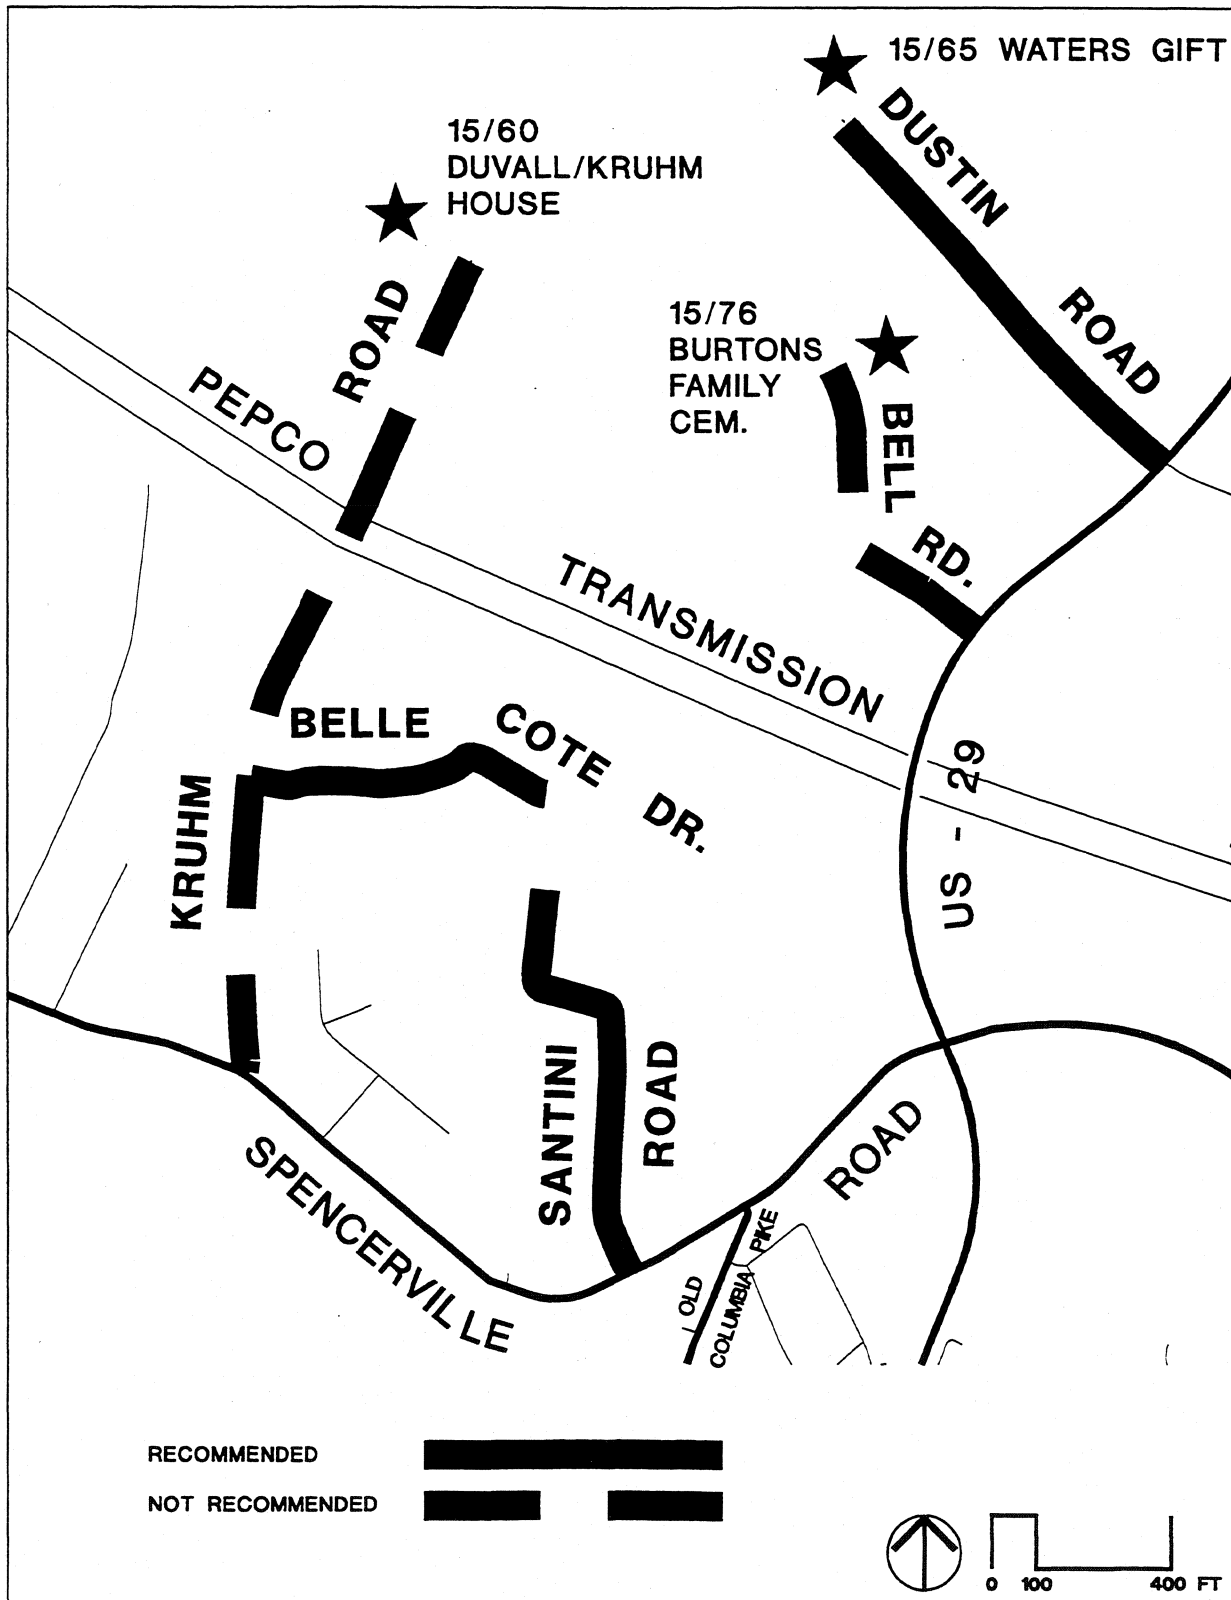 15/65 WATERS GIFT
DUSTIN
ROAD
15/60
DUVALL/KRUHM
HOUSE
ROAD
15/76
BURTONS
FAMILY
CEM.
BELL
RD.
PEPCO
TRANSMISSION
BELLE
COTE
DR.
US - 29
KRUHM
SANTINI
ROAD
SPENCERVILLE
ROAD
OLD
COLUMBIA
PIKE
RECOMMENDED
NOT RECOMMENDED
0 100 400 FT